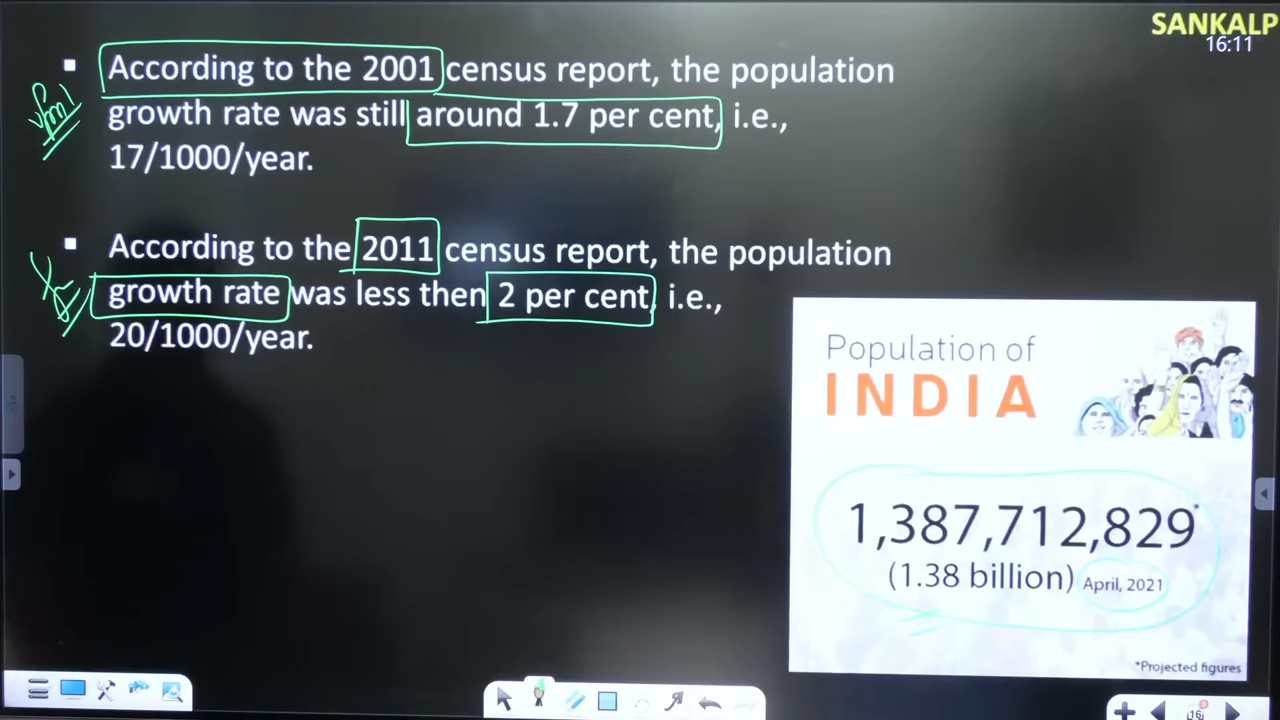 SANKALP
16:11
▪ According to the 2001 census report, the population
growth rate was still around 1.7 per cent, i.e.,
17/1000/year.
▪ According to the 2011 census report, the population
growth rate was less then 2 per cent, i.e.,
20/1000/year.
Population of
INDIA
1,387,712,829*
(1.38 billion) April, 2021
*Projected figures
16